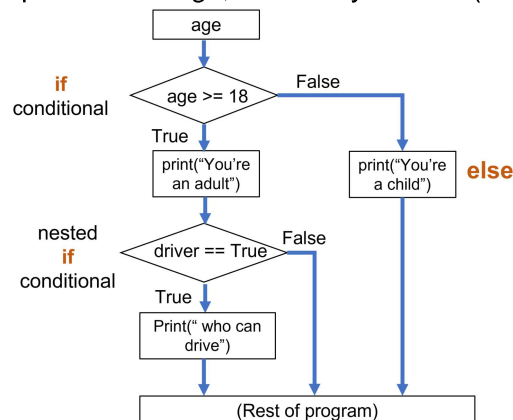 age
if
conditional
age >= 18
False
True
print("You're
an adult")
print("You're
a child")
else
nested
if
conditional
driver == True
False
True
Print(“ who can
drive”)
(Rest of program)